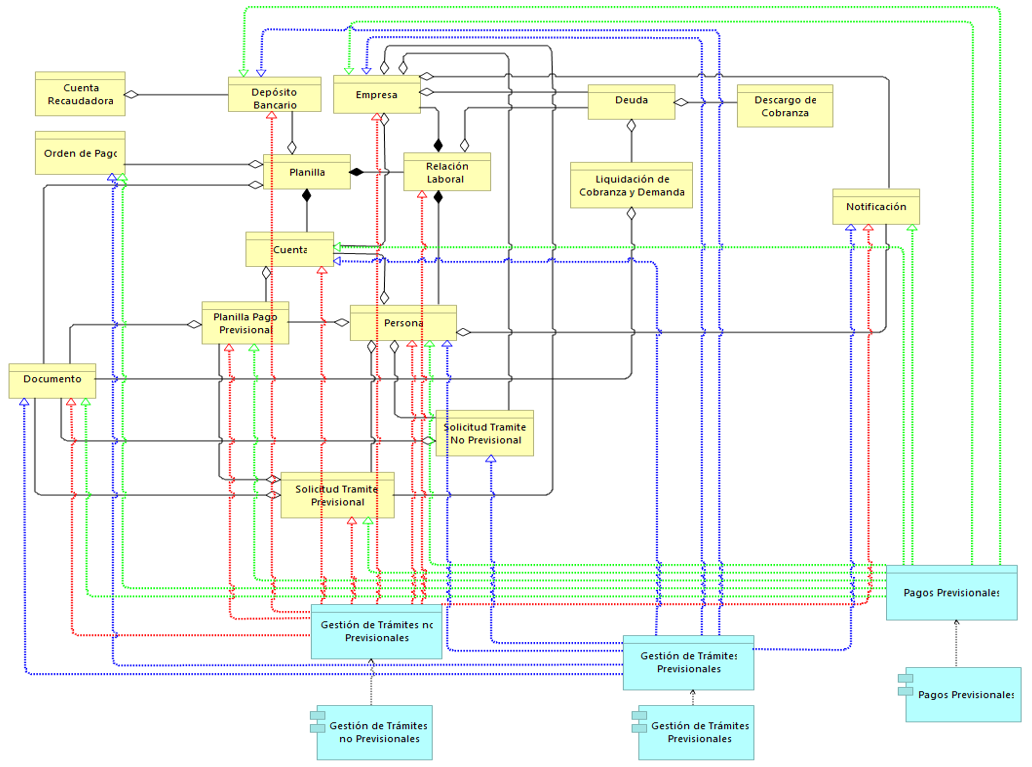 Cuenta
Recaudadora
Depósito
Bancario
Empresa
Deuda
Descargo de
Cobranza
Orden de Pago
Planilla
Relación
Laboral
Liquidación de
Cobranza y Demanda
Notificación
Cuenta
Planilla Pago
Previsional
Persona
Documento
Solicitud Tramite
No Previsional
Solicitud Tramite
Previsional
Pagos Previsionales
Gestión de Trámites no
Previsionales
Gestión de Trámites
Previsionales
Pagos Previsionales
Gestión de Trámites
no Previsionales
Gestión de Trámites
Previsionales